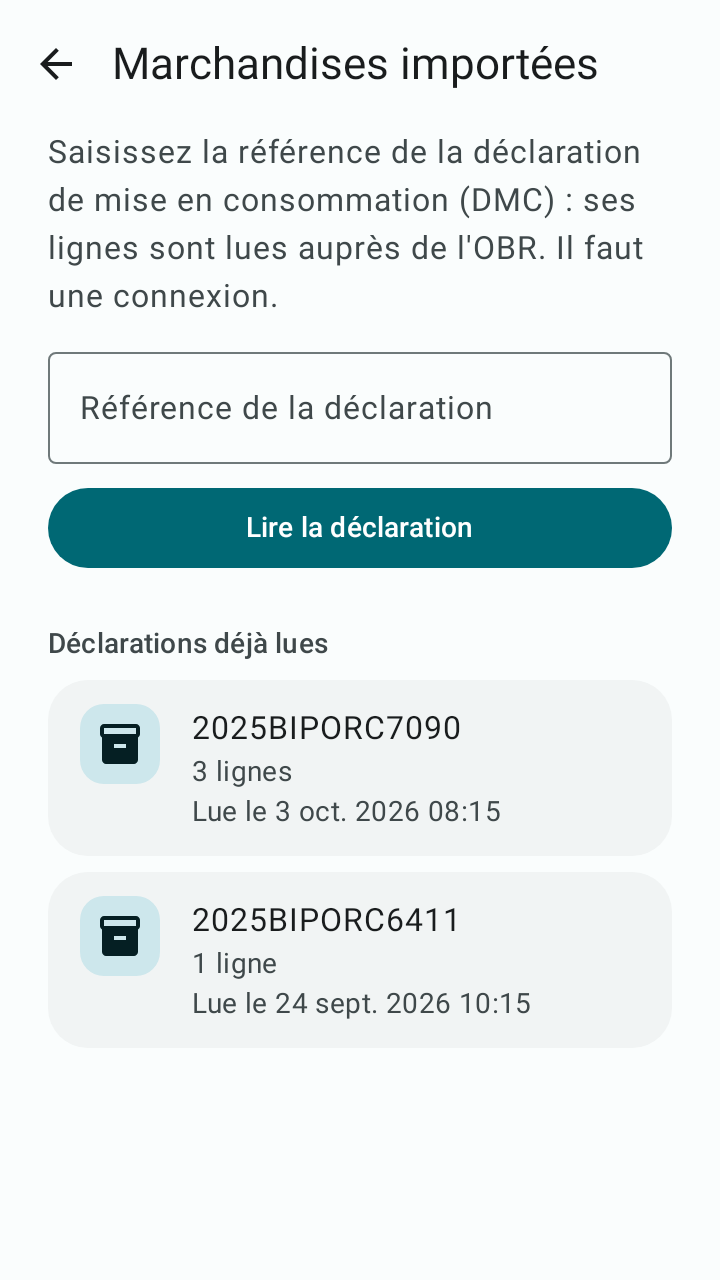 Marchandises importées
Saisissez la référence de la déclaration
de mise en consommation (DMC) : ses
lignes sont lues auprès de l'OBR. Il faut
une connexion.
Référence de la déclaration
Lire la déclaration
Déclarations déjà lues
2025BIPORC7090
3 lignes
Lue le 3 oct. 2026 08:15
2025BIPORC6411
1 ligne
Lue le 24 sept. 2026 10:15